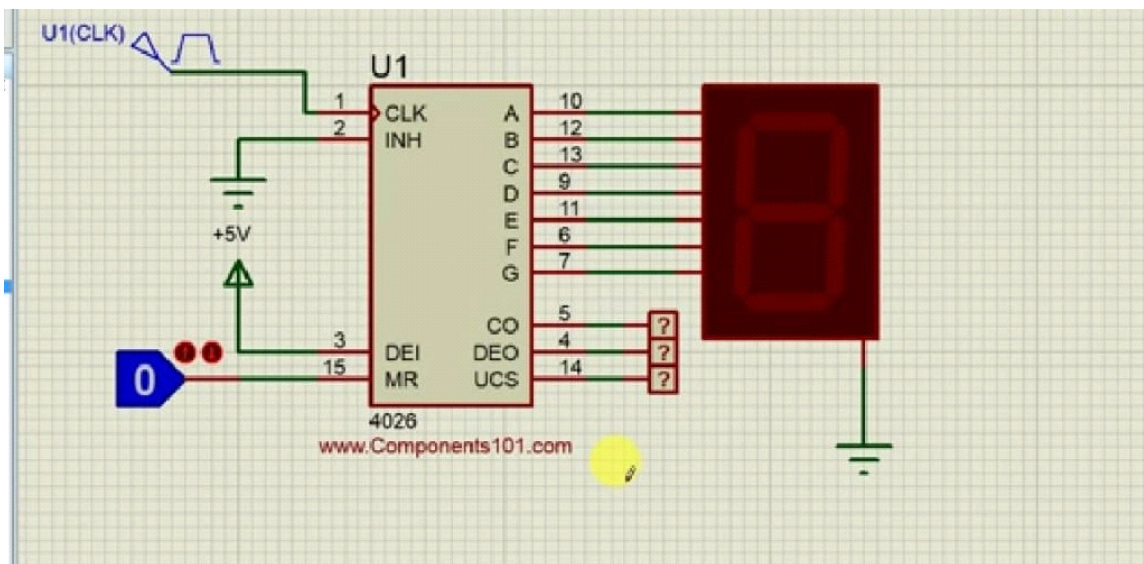 U1(CLK)
U1
1 CLK A 10
2 INH B 12
C 13
D 9
+5V
E 11
F 6
G 7
CO 5 ?
3 DEI DEO 4 ?
0 15 MR UCS 14 ?
4026
www.Components101.com